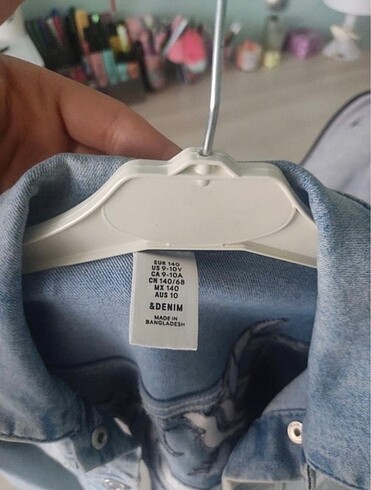 EUR 140
US 9-10Y
CA 9-10A
CN 140/68
MX 140
AUS 10
&DENIM
MADE IN
BANGLADESH